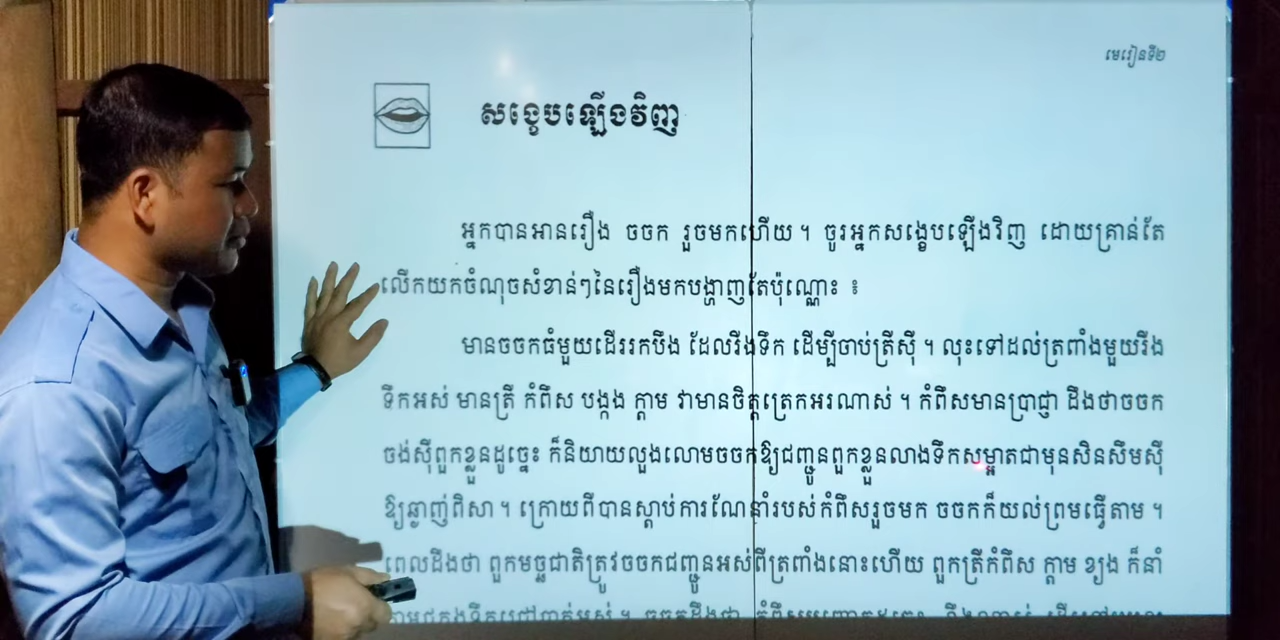 មេរៀនទី២
សង្ខេបឡើងវិញ
អ្នកបានអានរឿង ចចក រួចមកហើយ ។ ចូរអ្នកសង្ខេបឡើងវិញ ដោយគ្រាន់តែ
លើកយកចំណុចសំខាន់ៗនៃរឿងមកបង្ហាញតែប៉ុណ្ណោះ ៖
មានចចកធំមួយដើររកបឹង ដែលរីងទឹក ដើម្បីចាប់ត្រីស៊ី ។ លុះទៅដល់ត្រពាំងមួយរីង
ទឹកអស់ មានត្រី កំពឹស បង្កង ក្ដាម វាមានចិត្តត្រេកអរណាស់ ។ កំពឹសមានប្រាជ្ញា ដឹងថាចចក
ចង់ស៊ីពួកខ្លួនដូច្នេះ ក៏និយាយលួងលោមចចកឱ្យជញ្ជូនពួកខ្លួនលាងទឹកសម្អាតជាមុនសិនសឹមស៊ី
ឱ្យឆ្ងាញ់ពិសា ។ ក្រោយពីបានស្ដាប់ការណែនាំរបស់កំពឹសរួចមក ចចកក៏យល់ព្រមធ្វើតាម ។
ពេលដឹងថា ពួកមច្ឆជាតិត្រូវចចកជញ្ជូនអស់ពីត្រពាំងនោះហើយ ពួកត្រីកំពឹស ក្ដាម ខ្យង ក៏នាំ